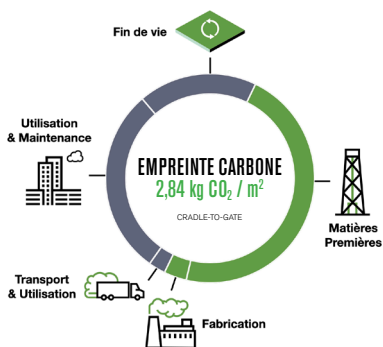 Fin de vie
Utilisation
& Maintenance
EMPREINTE CARBONE
2,84 kg CO₂ / m²
CRADLE-TO-GATE
Matières
Premières
Transport
& Utilisation
Fabrication